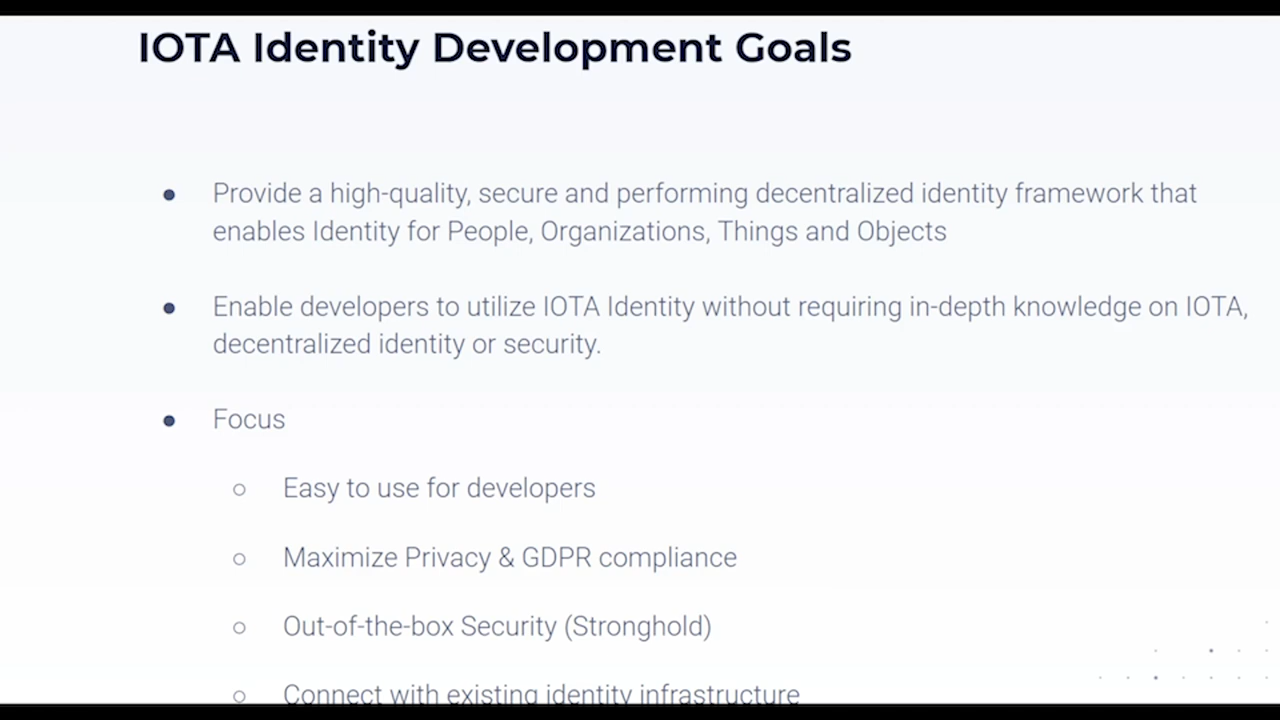 IOTA Identity Development Goals
Provide a high-quality, secure and performing decentralized identity framework that
enables Identity for People, Organizations, Things and Objects
Enable developers to utilize IOTA Identity without requiring in-depth knowledge on IOTA,
decentralized identity or security.
Focus
Easy to use for developers
Maximize Privacy & GDPR compliance
Out-of-the-box Security (Stronghold)
Connect with existing identity infrastructure